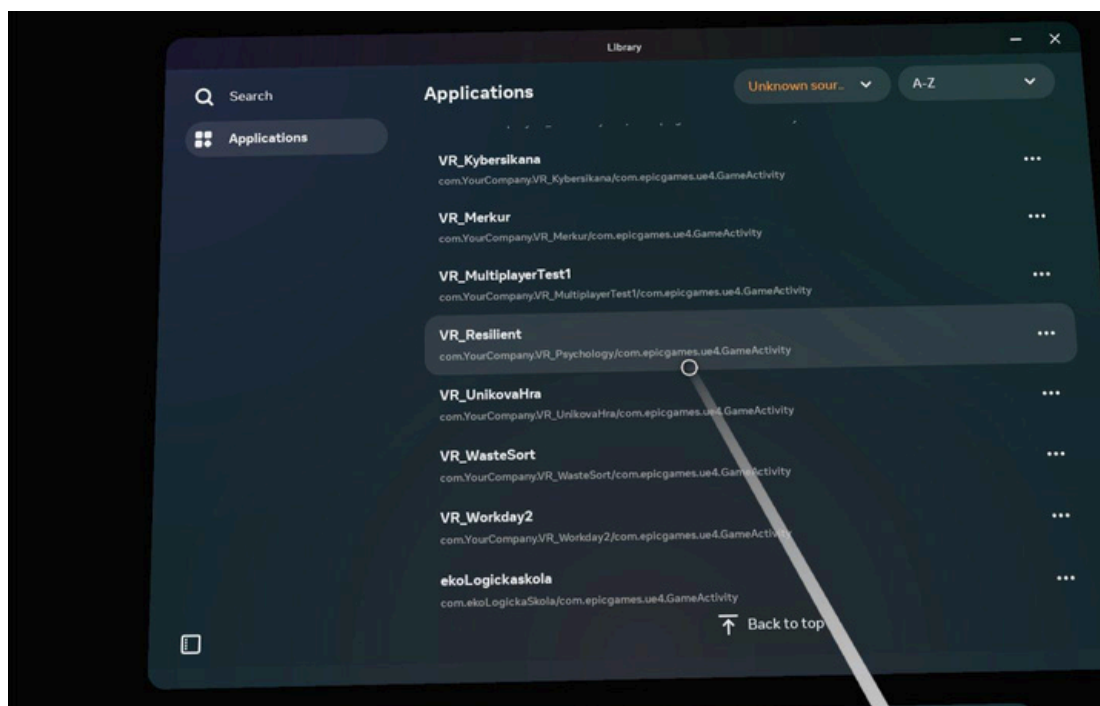 Library
Search
Applications
Applications
Unknown sour..
A-Z
VR_Kybersikana
com.YourCompany.VR_Kybersikana/com.epicgames.ue4.GameActivity
VR_Merkur
com.YourCompany.VR_Merkur/com.epicgames.ue4.GameActivity
VR_MultiplayerTest1
com.YourCompany.VR_MultiplayerTest1/com.epicgames.ue4.GameActivity
VR_Resilient
com.YourCompany.VR_Psychology/com.epicgames.ue4.GameActivity
VR_UnikovaHra
com.YourCompany.VR_UnikovaHra/com.epicgames.ue4.GameActivity
VR_WasteSort
com.YourCompany.VR_WasteSort/com.epicgames.ue4.GameActivity
VR_Workday2
com.YourCompany.VR_Workday2/com.epicgames.ue4.GameActivity
ekoLogickaskola
com.ekoLogickaSkola/com.epicgames.ue4.GameActivity
Back to top